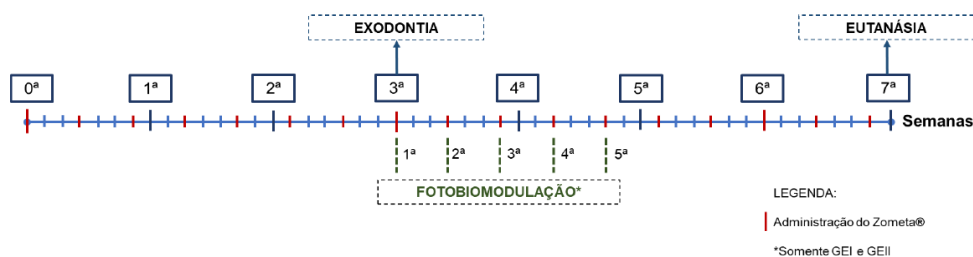 EXODONTIA
EUTANÁSIA
0ª
1ª
2ª
3ª
4ª
5ª
6ª
7ª
Semanas
1ª
2ª
3ª
4ª
5ª
FOTOBIOMODULAÇÃO*
LEGENDA:
Administração do Zometa®
*Somente GEI e GEII